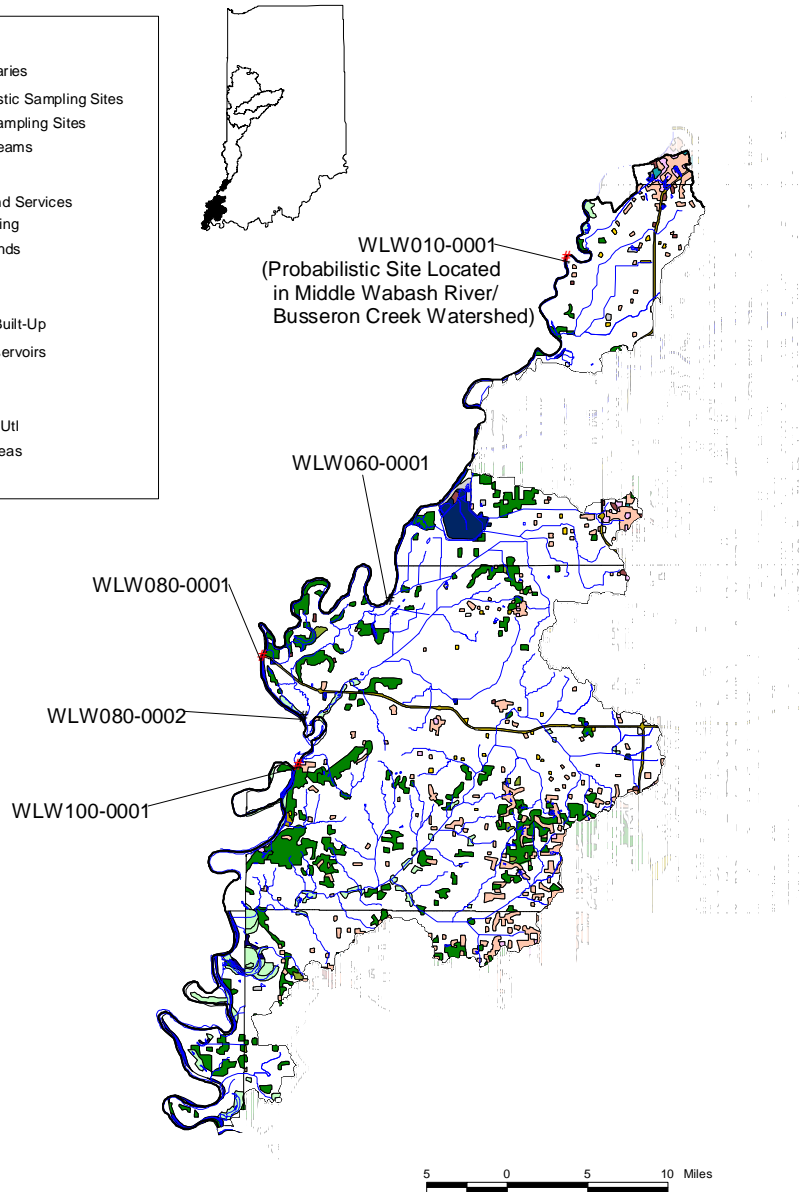 aries
stic Sampling Sites
ampling Sites
eams
nd Services
ing
nds
Built-Up
servoirs
Utl
eas
WLW010-0001
(Probabilistic Site Located
in Middle Wabash River/
Busseron Creek Watershed)
WLW060-0001
WLW080-0001
WLW080-0002
WLW100-0001
5 0 5 10 Miles